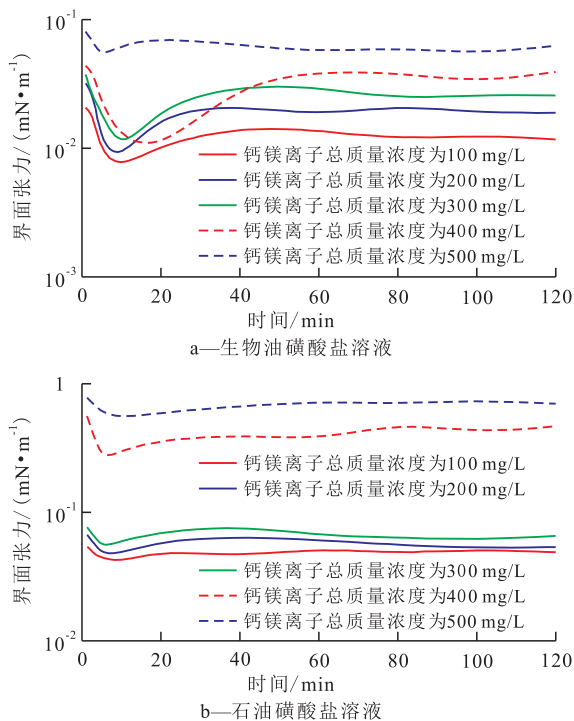 10⁻¹
10⁻²
10⁻³
界面张力/(mN•m⁻¹)
钙镁离子总质量浓度为100 mg/L
钙镁离子总质量浓度为200 mg/L
钙镁离子总质量浓度为300 mg/L
钙镁离子总质量浓度为400 mg/L
钙镁离子总质量浓度为500 mg/L
0 20 40 60 80 100 120
时间/min
a—生物油磺酸盐溶液
1
10⁻¹
10⁻²
界面张力/(mN•m⁻¹)
钙镁离子总质量浓度为100 mg/L
钙镁离子总质量浓度为200 mg/L
钙镁离子总质量浓度为300 mg/L
钙镁离子总质量浓度为400 mg/L
钙镁离子总质量浓度为500 mg/L
0 20 40 60 80 100 120
时间/min
b—石油磺酸盐溶液